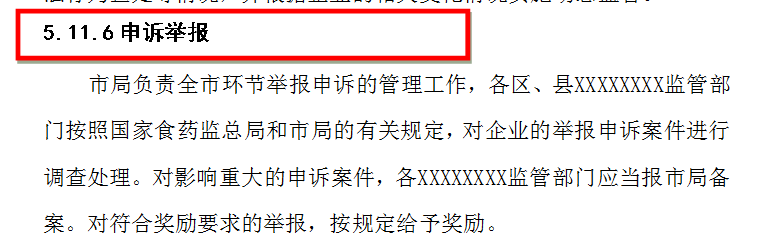 5.11.6 申诉举报
市局负责全市环节举报申诉的管理工作，各区、县XXXXXXXX监管部
门按照国家食药监总局和市局的有关规定，对企业的举报申诉案件进行
调查处理。对影响重大的申诉案件，各XXXXXXXX监管部门应当报市局备
案。对符合奖励要求的举报，按规定给予奖励。